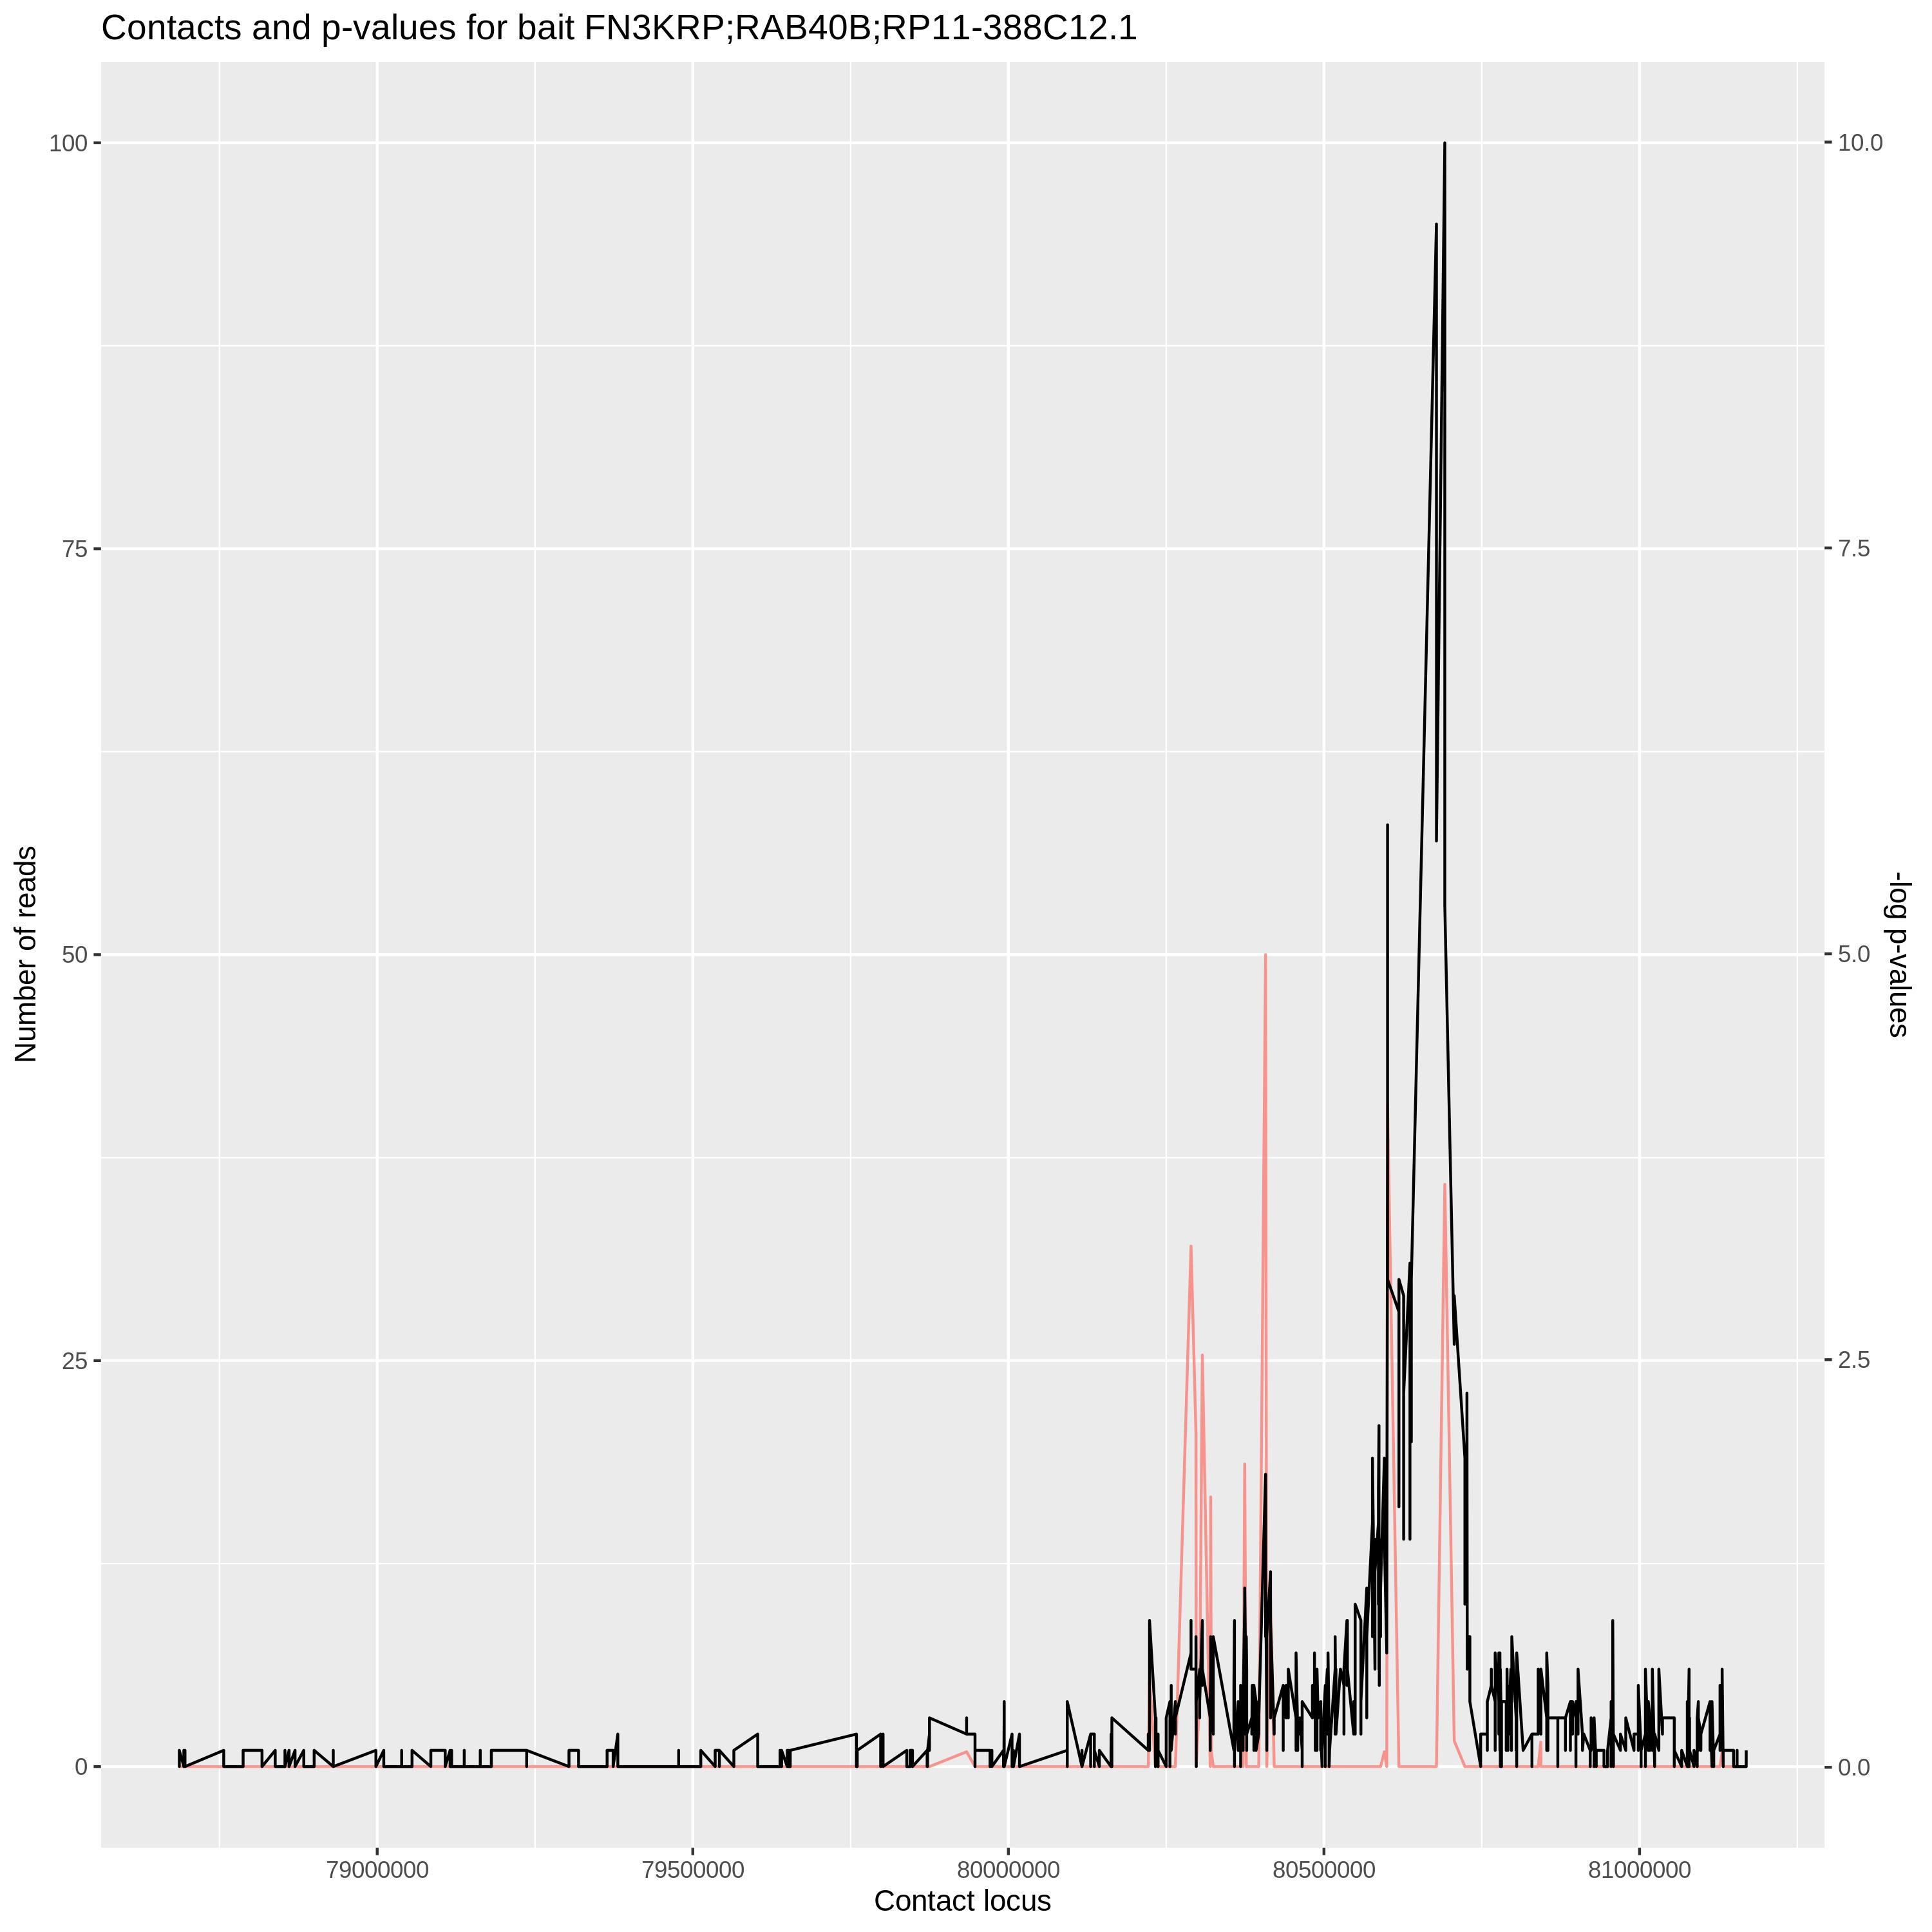 Contacts and p-values for bait FN3KRP;RAB40B;RP11-388C12.1
100
75
50
25
0
Number of reads
10.0
7.5
5.0
2.5
0.0
-log p-values
79000000 79500000 80000000 80500000 81000000
Contact locus